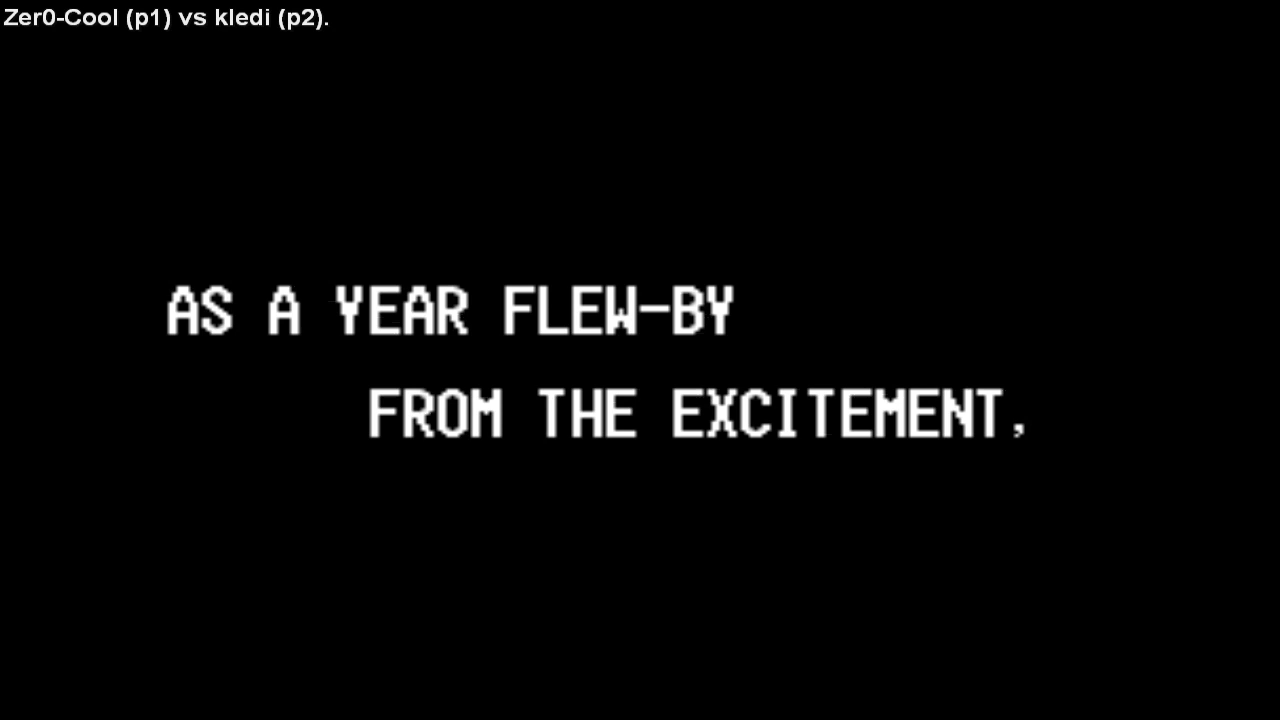 Zer0-Cool (p1) vs kledi (p2).
AS A YEAR FLEW-BY
FROM THE EXCITEMENT,